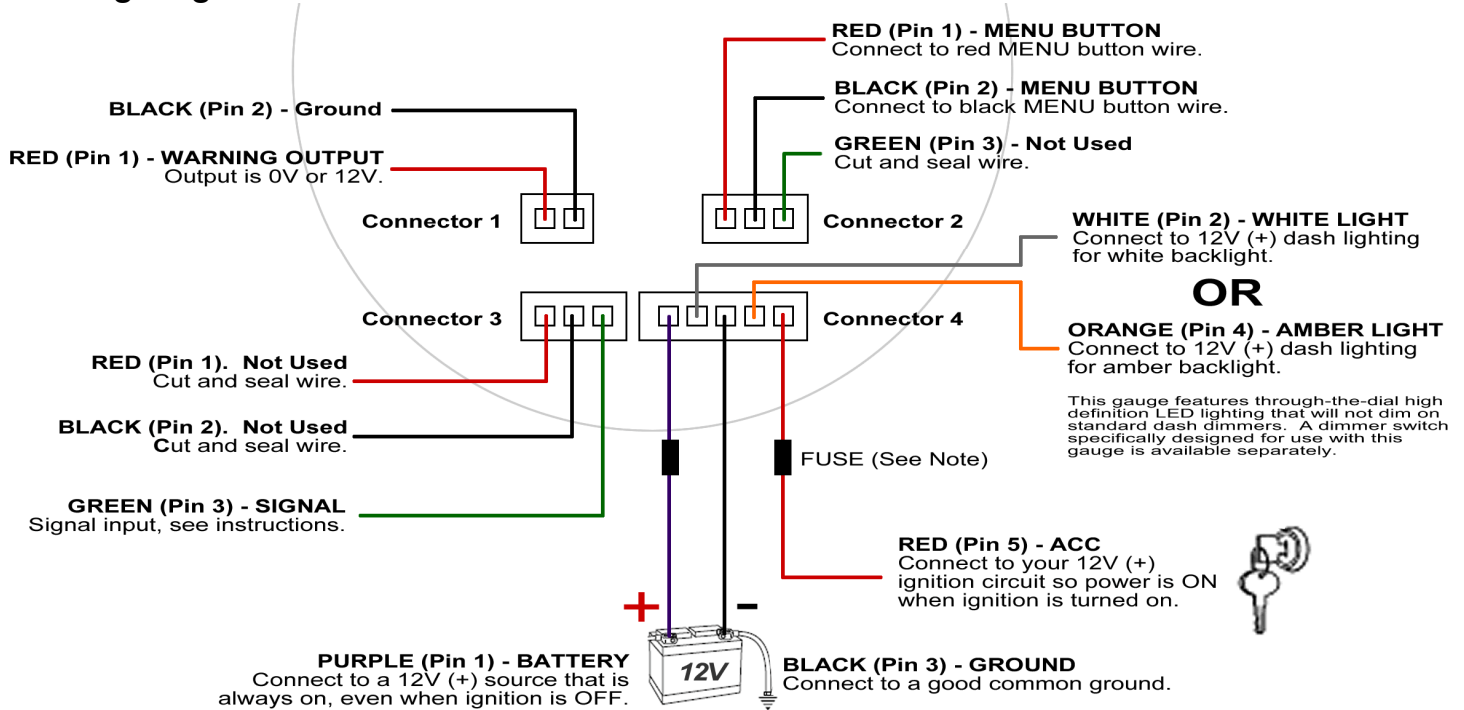 RED (Pin 1) - MENU BUTTON
Connect to red MENU button wire.
BLACK (Pin 2) - MENU BUTTON
Connect to black MENU button wire.
GREEN (Pin 3) - Not Used
Cut and seal wire.
BLACK (Pin 2) - Ground
RED (Pin 1) - WARNING OUTPUT
Output is 0V or 12V.
Connector 1
Connector 2
WHITE (Pin 2) - WHITE LIGHT
Connect to 12V (+) dash lighting
for white backlight.
OR
ORANGE (Pin 4) - AMBER LIGHT
Connect to 12V (+) dash lighting
for amber backlight.
This gauge features through-the-dial high
definition LED lighting that will not dim on
standard dash dimmers.  A dimmer switch
specifically designed for use with this
gauge is available separately.
Connector 3
Connector 4
RED (Pin 1).  Not Used
Cut and seal wire.
BLACK (Pin 2).  Not Used
Cut and seal wire.
GREEN (Pin 3) - SIGNAL
Signal input, see instructions.
FUSE (See Note)
RED (Pin 5) - ACC
Connect to your 12V (+)
ignition circuit so power is ON
when ignition is turned on.
+
-
12V
PURPLE (Pin 1) - BATTERY
Connect to a 12V (+) source that is
always on, even when ignition is OFF.
BLACK (Pin 3) - GROUND
Connect to a good common ground.